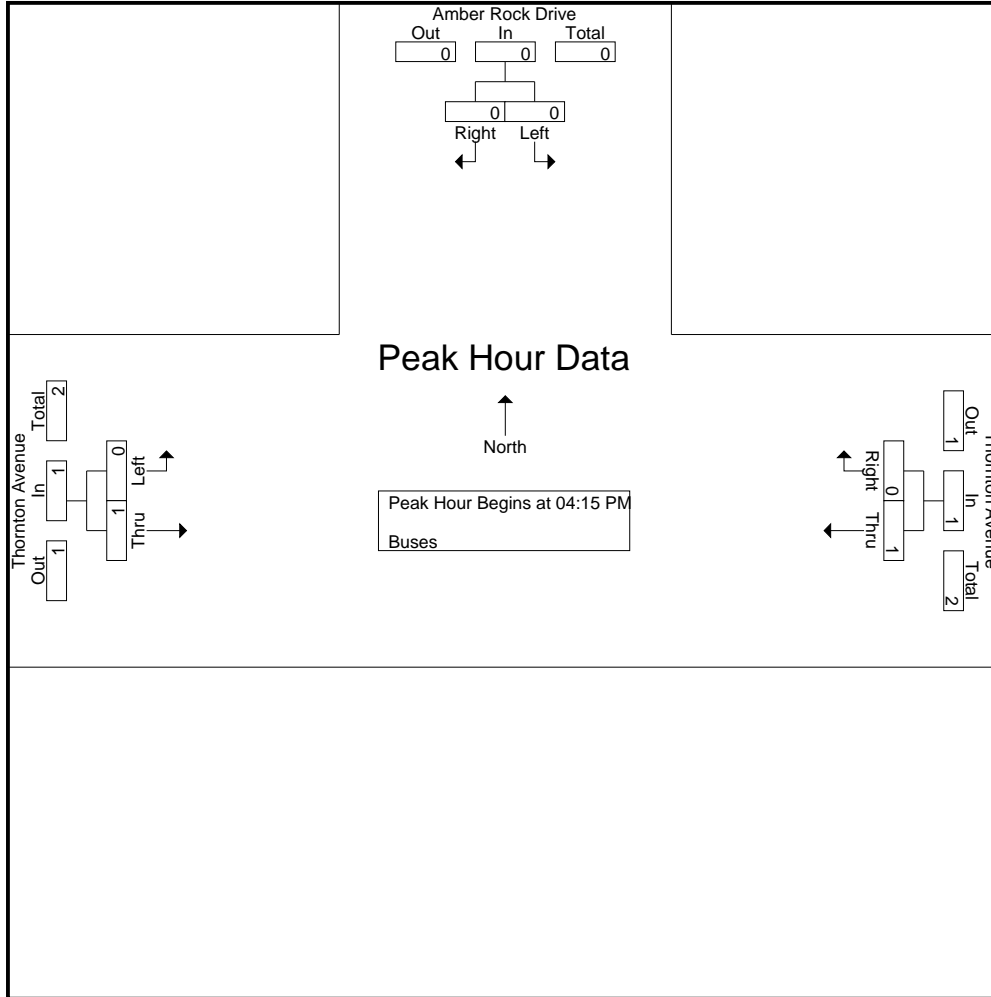 Amber Rock Drive
Out In Total
0 0 0
0 0
Right Left
Peak Hour Data
North
Peak Hour Begins at 04:15 PM
Buses
Thornton Avenue
Out In Total
1 1 2
1 0
Thru Left
Thornton Avenue
Out In Total
1 1 2
0 1
Right Thru